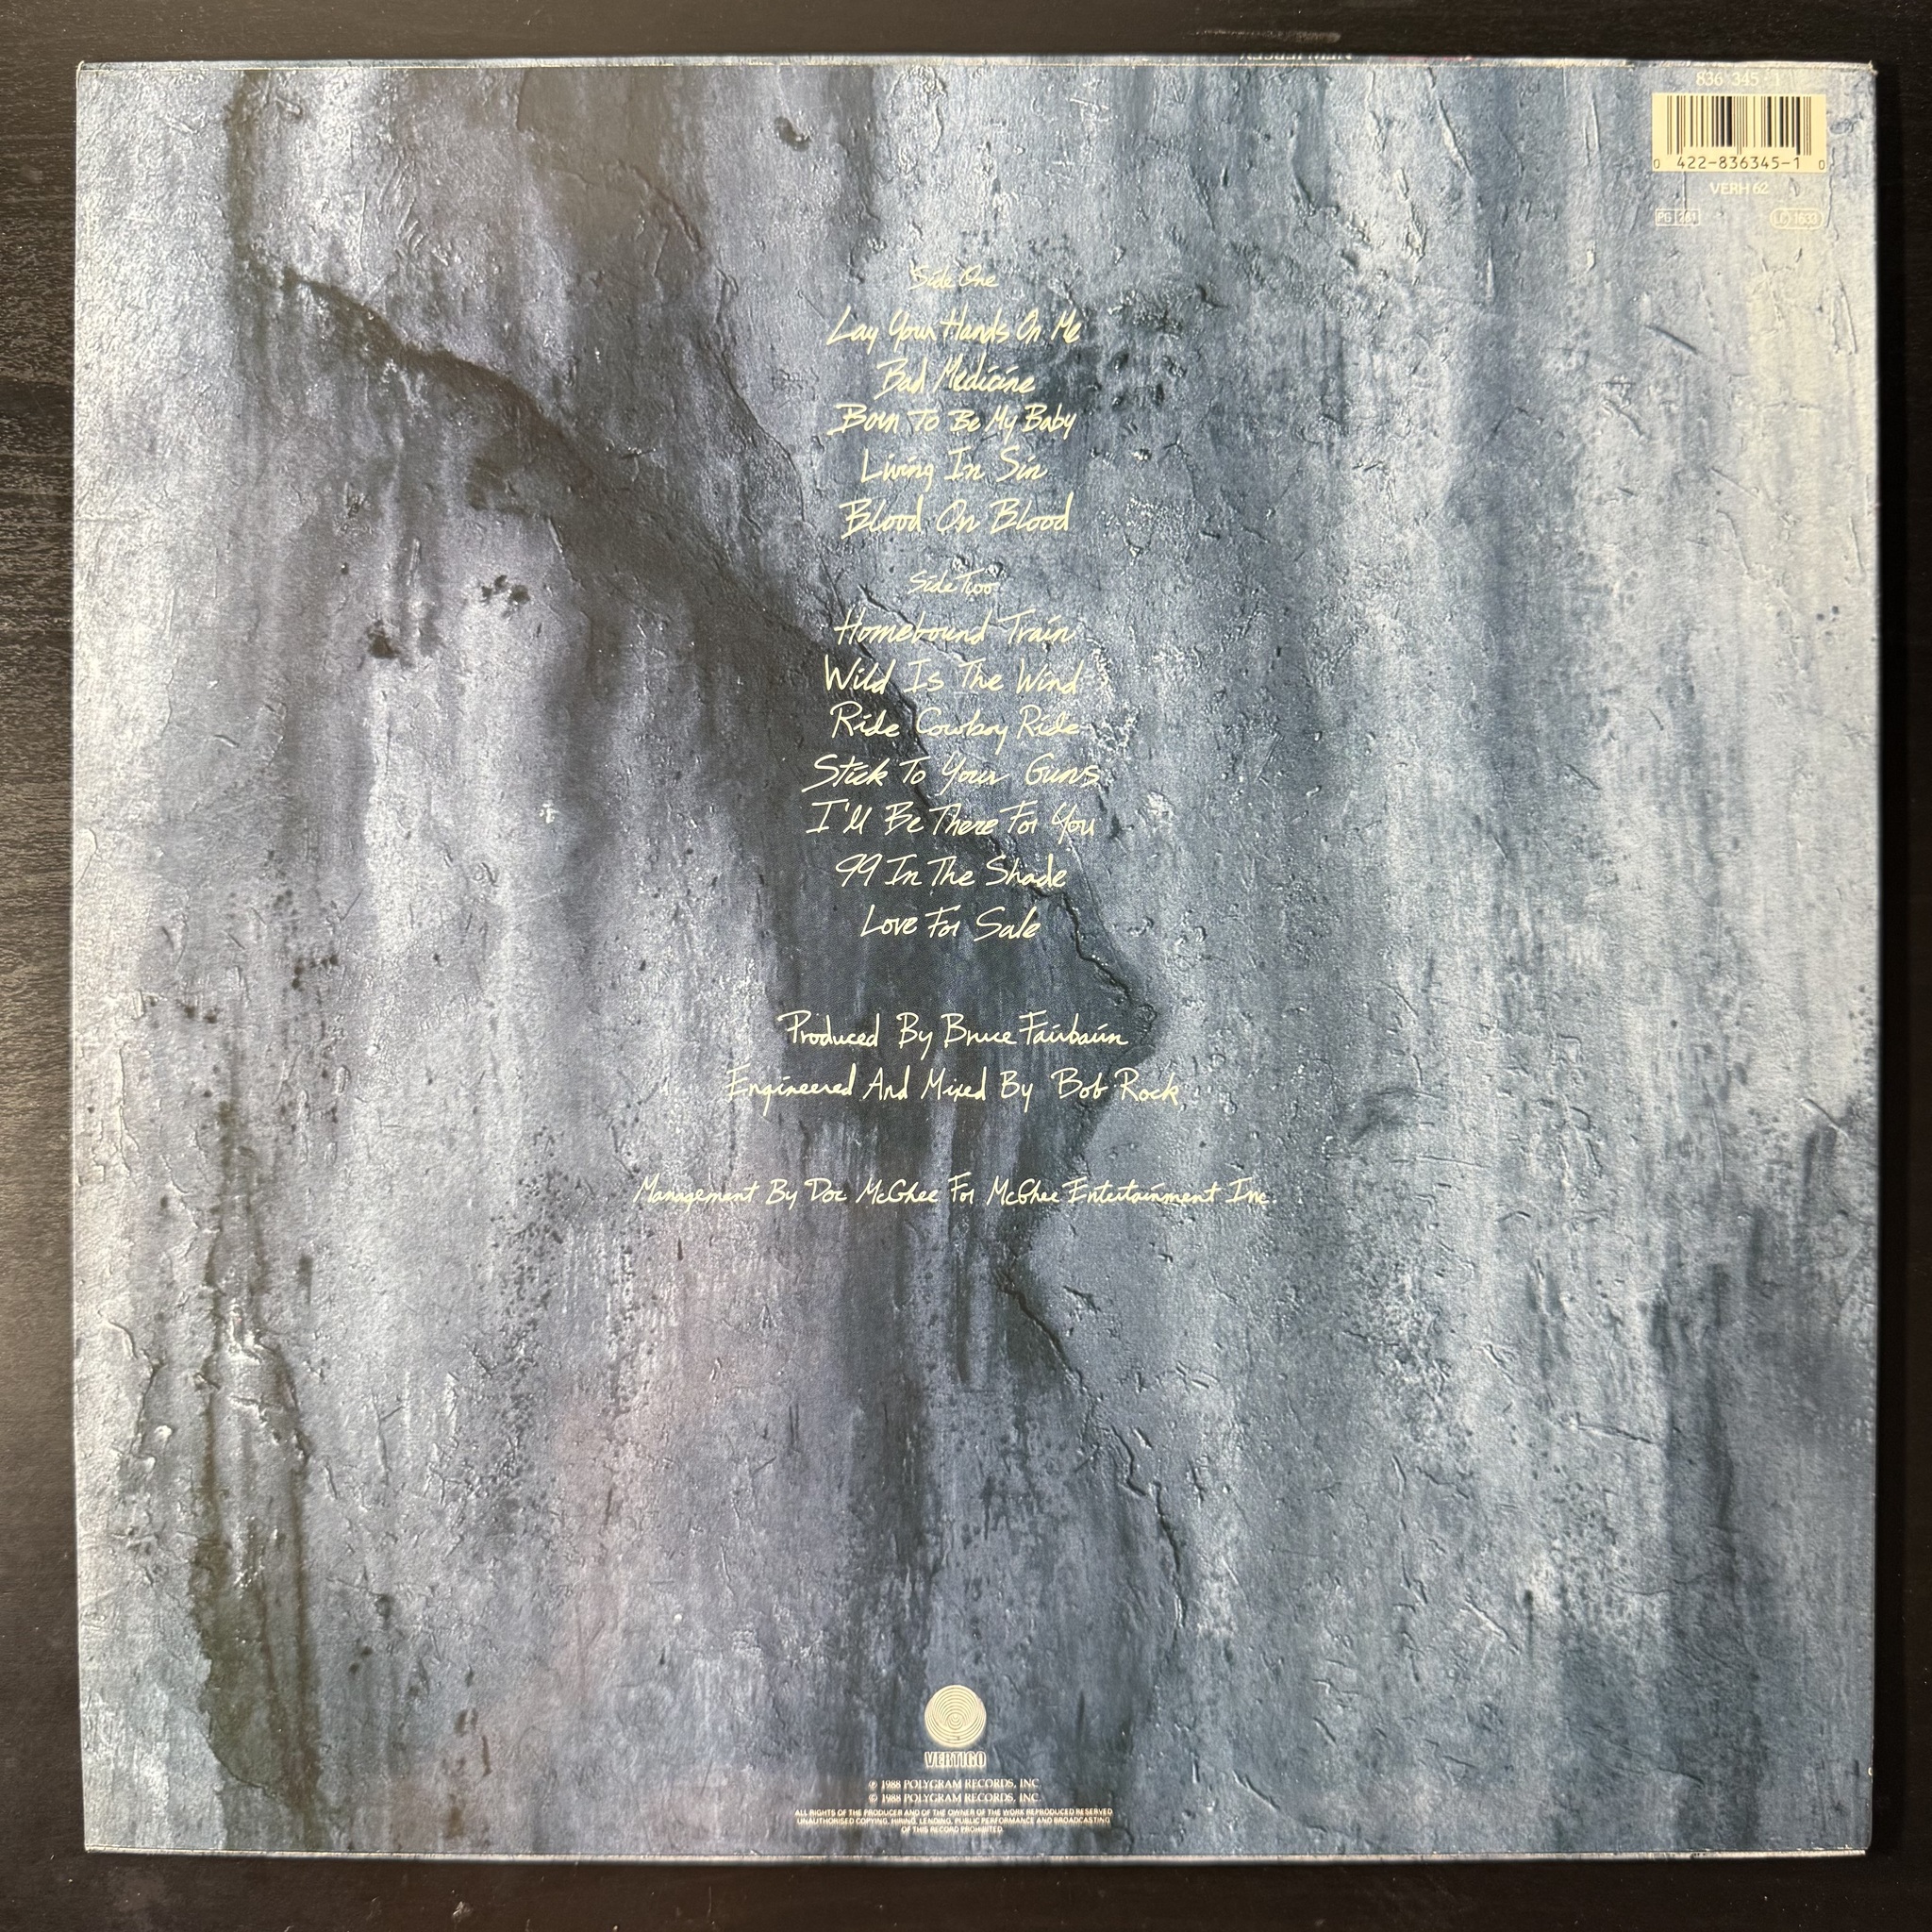 836 345-1
0 422-836345-1 0
VERH 62
PG 261
LC 1633
Side One
Lay Your Hands On Me
Bad Medicine
Born To Be My Baby
Living In Sin
Blood On Blood
Side Two
Homebound Train
Wild Is The Wind
Ride Cowboy Ride
Stick To Your Guns
I'll Be There For You
99 In The Shade
Love For Sale
Produced By Bruce Fairbairn
Engineered And Mixed By Bob Rock
Management By Doc McGhee For McGhee Entertainment Inc.
VERTIGO
℗ 1988 POLYGRAM RECORDS, INC.
© 1988 POLYGRAM RECORDS, INC.
ALL RIGHTS OF THE PRODUCER AND OF THE OWNER OF THE WORK REPRODUCED RESERVED
UNAUTHORISED COPYING, HIRING, LENDING, PUBLIC PERFORMANCE AND BROADCASTING
OF THIS RECORD PROHIBITED.